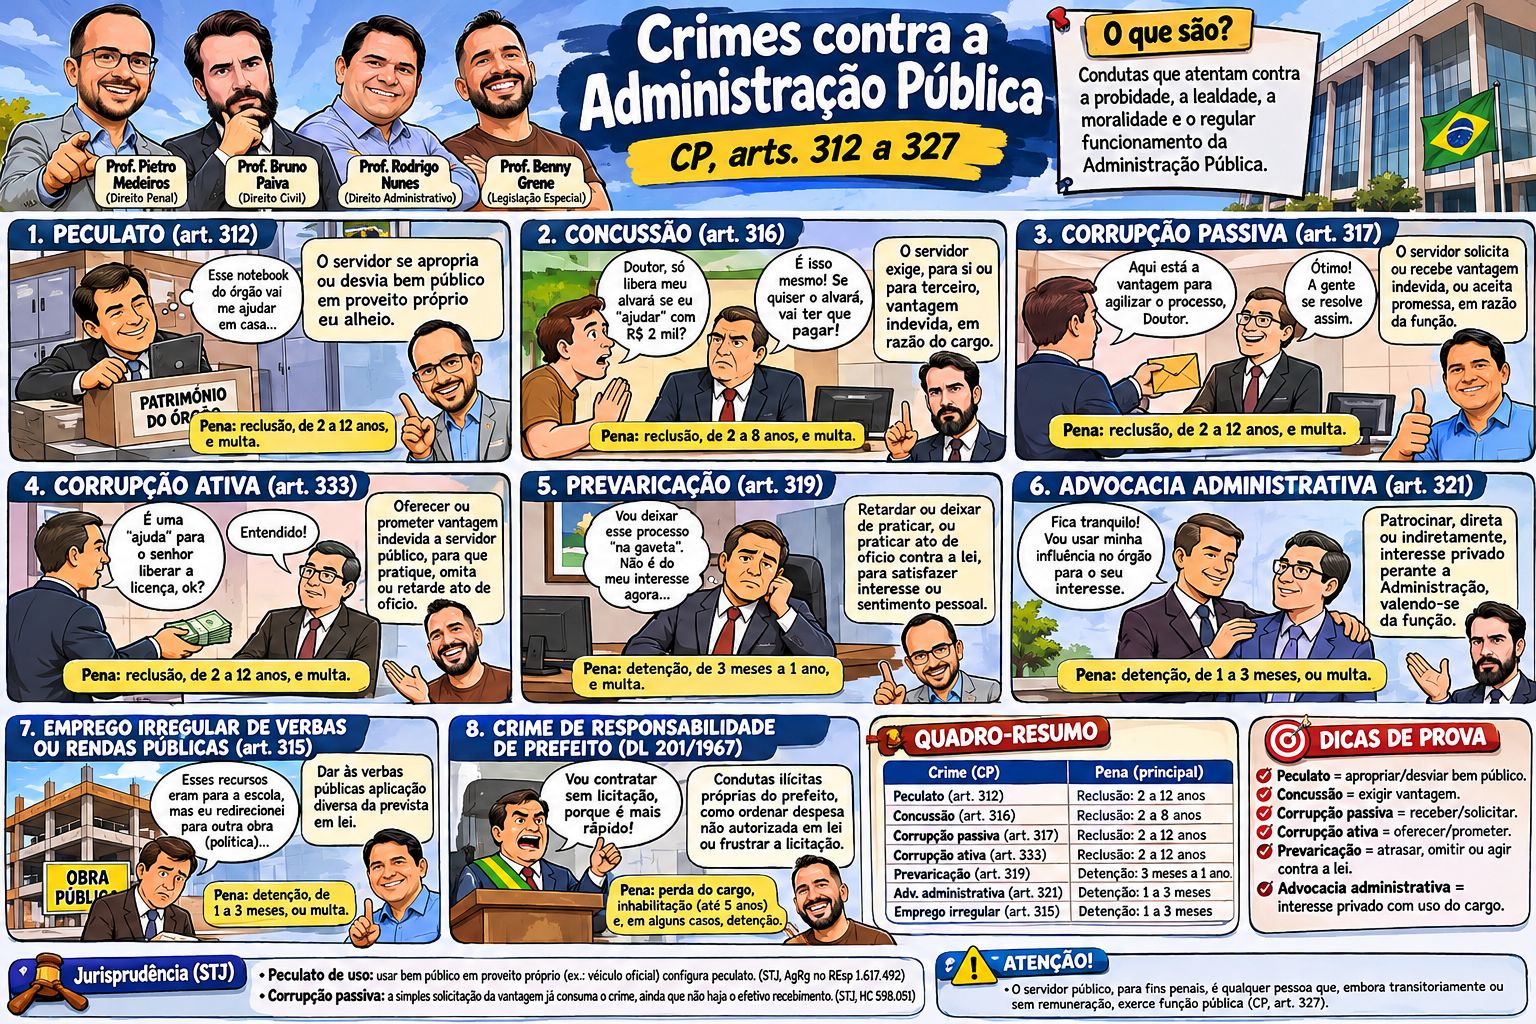 Crimes contra a
Administração Pública
CP, arts. 312 a 327
O que são?
Condutas que atentam contra
a probidade, a lealdade, a
moralidade e o regular
funcionamento da
Administração Pública.
Prof. Pietro
Medeiros
(Direito Penal)
Prof. Bruno
Paiva
(Direito Civil)
Prof. Rodrigo
Nunes
(Direito Administrativo)
Prof. Benny
Grene
(Legislação Especial)
1. PECULATO (art. 312)
Esse notebook
do órgão vai
me ajudar
em casa...
O servidor se apropria
ou desvia bem público
em proveito próprio
eu alheio.
PATRIMÓNIO
DO ÓRGÃO
Pena: reclusão, de 2 a 12 anos,
e multa.
2. CONCUSSÃO (art. 316)
Doutor, só
libera meu
alvará se eu
"ajudar" com
R$ 2 mil?
É isso
mesmo! Se
quiser o alvará,
vai ter que
pagar!
O servidor
exige, para si ou
para terceiro,
vantagem
indevida, em
razão do cargo.
Pena: reclusão, de 2 a 8 anos, e multa.
3. CORRUPÇÃO PASSIVA (art. 317)
Aqui está a
vantagem para
agilizar o processo,
Doutor.
Ótimo!
A gente
se resolve
assim.
O servidor solicita
ou recebe vantagem
indevida, ou aceita
promessa, em razão
da função.
Pena: reclusão, de 2 a 12 anos, e multa.
4. CORRUPÇÃO ATIVA (art. 333)
É uma
"ajuda" para
o senhor
liberar a
licença, ok?
Entendido!
Oferecer ou
prometer vantagem
indevida a servidor
público, para que
pratique, omita
ou retarde ato de
ofício.
Pena: reclusão, de 2 a 12 anos, e multa.
5. PREVARICAÇÃO (art. 319)
Vou deixar
esse processo
"na gaveta".
Não é do
meu interesse
agora...
Retardar ou deixar
de praticar, ou
praticar ato de
ofício contra a lei,
para satisfazer
interesse ou
sentimento pessoal.
Pena: detenção, de 3 meses a 1 ano,
e multa.
6. ADVOCACIA ADMINISTRATIVA (art. 321)
Fica tranquilo!
Vou usar minha
influência no órgão
para o seu
interesse.
Patrocinar, direta
ou indiretamente,
interesse privado
perante a
Administração,
valendo-se
da função.
Pena: detenção, de 1 a 3 meses, ou multa.
7. EMPREGO IRREGULAR DE VERBAS
OU RENDAS PÚBLICAS (art. 315)
Esses recursos
eram para a escola,
mas eu redirecionei
para outra obra
(política)...
Dar às verbas
públicas aplicação
diversa da prevista
em lei.
OBRA
PÚBLIC
Pena: detenção, de
1 a 3 meses, ou multa.
8. CRIME DE RESPONSABILIDADE
DE PREFEITO (DL 201/1967)
Vou contratar
sem licitação,
porque é mais
rápido!
Condutas ilícitas
próprias do prefeito,
como ordenar despesa
não autorizada em lei
ou frustrar a licitação.
Pena: perda do cargo,
inhabilitação (até 5 anos)
e, em alguns casos, detenção.
QUADRO-RESUMO
Crime (CP) Pena (principal)
Peculato (art. 312) Reclusão: 2 a 12 anos
Concussão (art. 316) Reclusão: 2 a 8 anos
Corrupção passiva (art. 317) Reclusão: 2 a 12 anos
Corrupção ativa (art. 333) Reclusão: 2 a 12 anos
Prevaricação (art. 319) Detenção: 3 meses a 1 ano.
Adv. administrativa (art. 321) Detenção: 1 a 3 meses
Emprego irregular (art. 315) Detenção: 1 a 3 meses
DICAS DE PROVA
Peculato = apropriar/desviar bem público.
Concussão = exigir vantagem.
Corrupção passiva = receber/solicitar.
Corrupção ativa = oferecer/prometer.
Prevaricação = atrasar, omitir ou agir
contra a lei.
Advocacia administrativa =
interesse privado com uso do cargo.
Jurisprudência (STJ)
• Peculato de uso: usar bem público em proveito próprio (ex.: véiculo oficial) configura peculato. (STJ, AgRg no REsp 1.617.492)
• Corrupção passiva: a simples solicitação da vantagem já consuma o crime, ainda que não haja o efetivo recebimento. (STJ, HC 598.051)
ATENÇÃO!
• O servidor público, para fins penais, é qualquer pessoa que, embora transitoriamente ou
sem remuneração, exerce função pública (CP, art. 327).